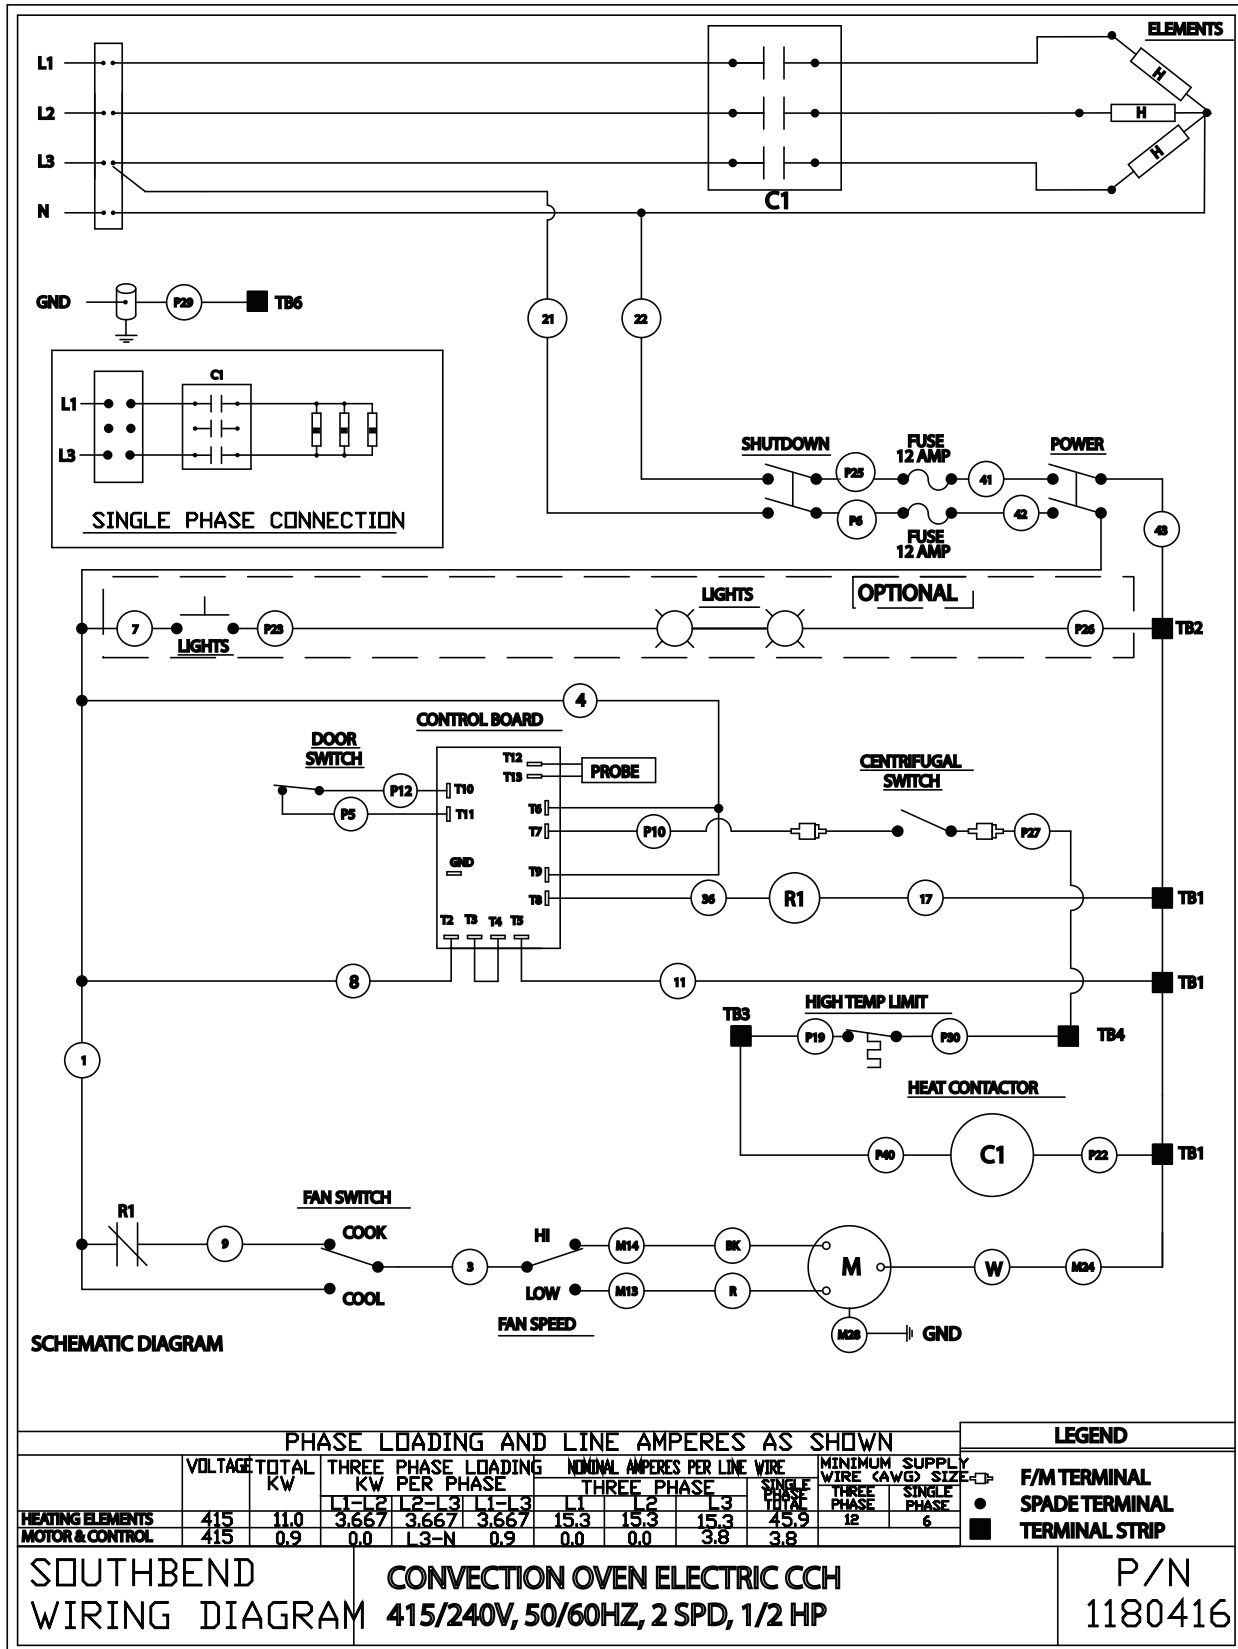 ELEMENTS
L1
H
L2
H
L3
H
C1
N
GND
P29
TB6
21
22
C1
L1
L3
SINGLE PHASE CONNECTION
SHUTDOWN
FUSE
12 AMP
POWER
P25
41
P6
42
43
FUSE
12 AMP
LIGHTS
OPTIONAL
7
P23
P26
TB2
LIGHTS
4
CONTROL BOARD
DOOR
SWITCH
T12
T13
PROBE
CENTRIFUGAL
SWITCH
P12
T10
P5
T11
T6
T7
P10
P27
GND
T9
T8
36
R1
17
TB1
T2
T3
T4
T5
8
11
TB1
TB3
HIGH TEMP LIMIT
P19
P30
TB4
1
HEAT CONTACTOR
P40
C1
P22
TB1
FAN SWITCH
R1
COOK
HI
9
M14
BK
3
M
W
M24
COOL
LOW
M13
R
FAN SPEED
M28
GND
SCHEMATIC DIAGRAM
PHASE LOADING AND LINE AMPERES AS SHOWN
LEGEND
VOLTAGE
TOTAL
KW
THREE PHASE LOADING
KW PER PHASE
NOMINAL AMPERES PER LINE WIRE
MINIMUM SUPPLY
WIRE (AWG) SIZE
THREE PHASE
SINGLE
PHASE
TOTAL
THREE
PHASE
SINGLE
PHASE
L1-L2 L2-L3 L1-L3 L1 L2 L3
HEATING ELEMENTS 415 11.0 3.667 3.667 3.667 15.3 15.3 15.3 45.9 12 6
MOTOR & CONTROL 415 0.9 0.0 L3-N 0.9 0.0 0.0 3.8 3.8
F/M TERMINAL
SPADE TERMINAL
TERMINAL STRIP
SOUTHBEND
WIRING DIAGRAM
CONVECTION OVEN ELECTRIC CCH
415/240V, 50/60HZ, 2 SPD, 1/2 HP
P/N
1180416